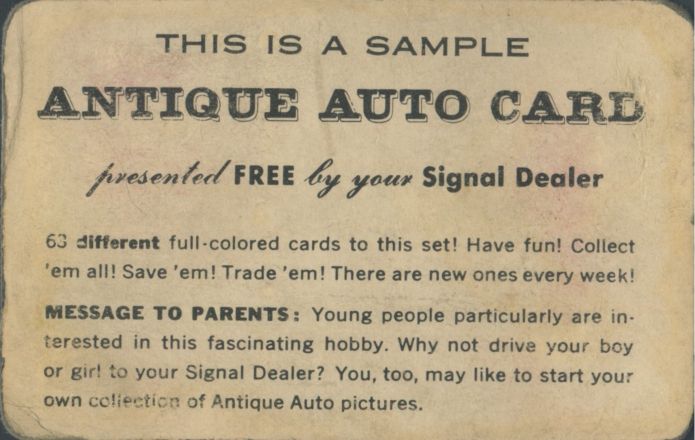 THIS IS A SAMPLE
ANTIQUE AUTO CARD
presented FREE by your Signal Dealer
63 different full-colored cards to this set! Have fun! Collect
'em all! Save 'em! Trade 'em! There are new ones every week!
MESSAGE TO PARENTS: Young people particularly are in-
terested in this fascinating hobby. Why not drive your boy
or girl to your Signal Dealer? You, too, may like to start your
own collection of Antique Auto pictures.